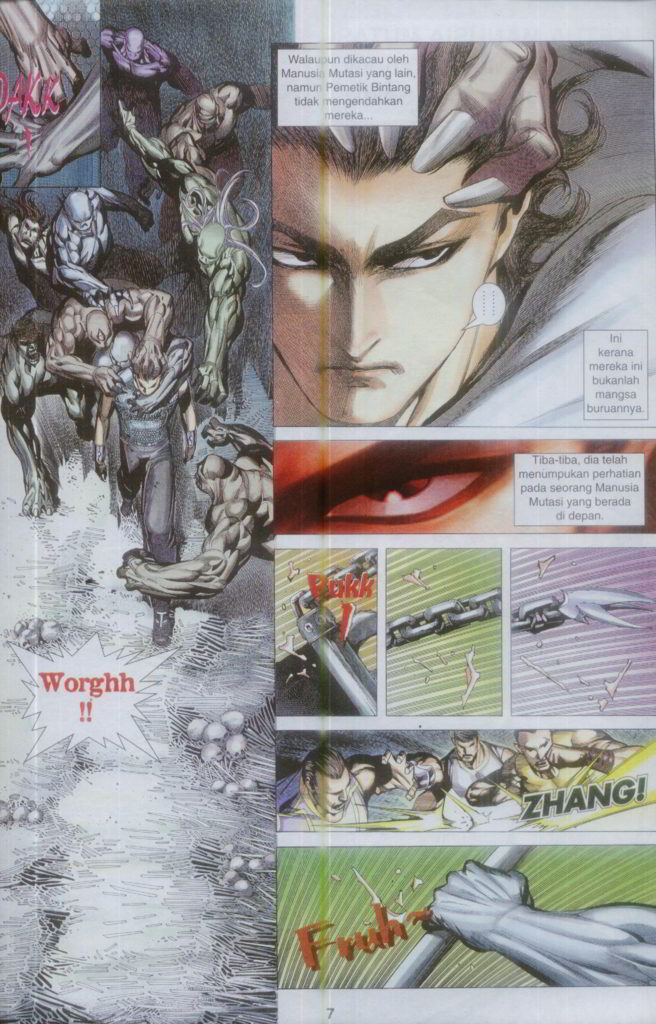 DAKK
!
Walaupun dikacau oleh
Manusia Mutasi yang lain,
namun Pemetik Bintang
tidak mengendahkan
mereka...
Ini
kerana
mereka ini
bukanlah
mangsa
buruannya.
Tiba-tiba, dia telah
menumpukan perhatian
pada seorang Manusia
Mutasi yang berada
di depan.
Pukk
!
Worghh
!!
ZHANG!
Fruh~
7